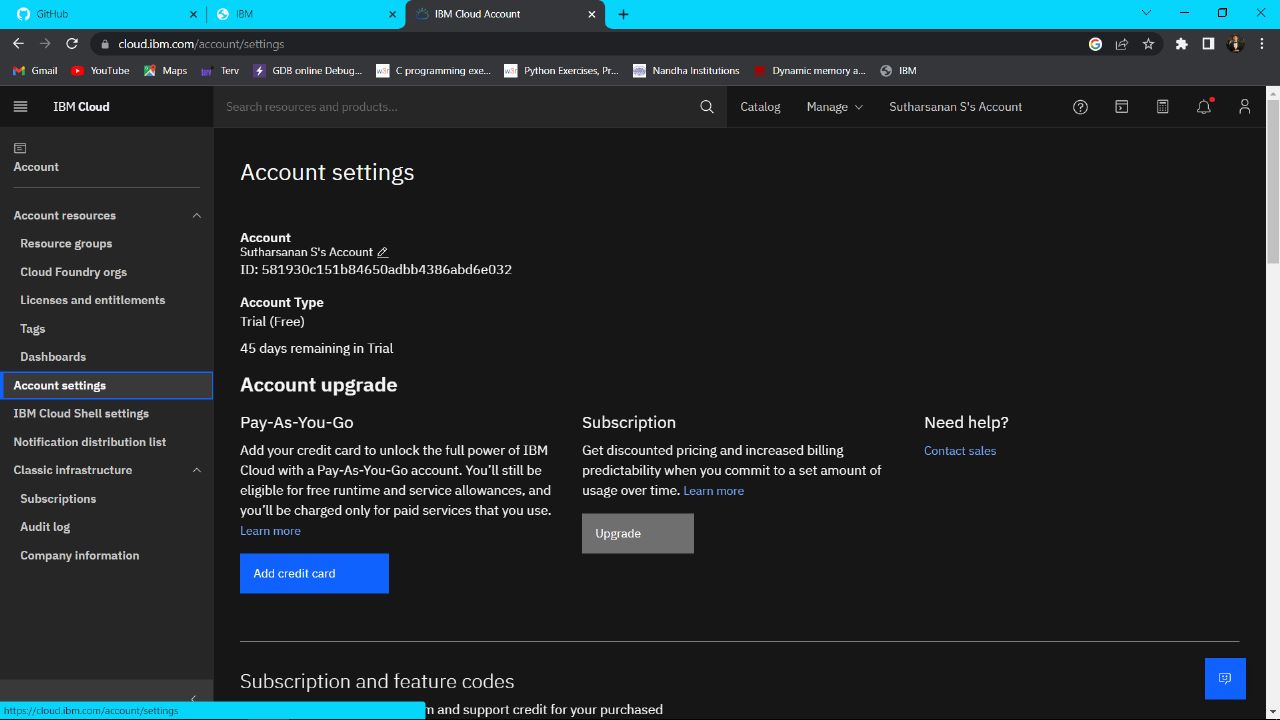 GitHub
IBM
IBM Cloud Account
cloud.ibm.com/account/settings
Gmail
YouTube
Maps
Terv
GDB online Debug...
C programming exe...
Python Exercises, Pr...
Nandha Institutions
Dynamic memory a...
IBM
IBM Cloud
Search resources and products...
Catalog
Manage
Sutharsanan S's Account
Account
Account resources
Resource groups
Cloud Foundry orgs
Licenses and entitlements
Tags
Dashboards
Account settings
IBM Cloud Shell settings
Notification distribution list
Classic infrastructure
Subscriptions
Audit log
Company information
https://cloud.ibm.com/account/settings
Account settings
Account
Sutharsanan S's Account
ID: 581930c151b84650adbb4386abd6e032
Account Type
Trial (Free)
45 days remaining in Trial
Account upgrade
Pay-As-You-Go
Add your credit card to unlock the full power of IBM
Cloud with a Pay-As-You-Go account. You'll still be
eligible for free runtime and service allowances, and
you'll be charged only for paid services that you use.
Learn more
Add credit card
Subscription
Get discounted pricing and increased billing
predictability when you commit to a set amount of
usage over time. Learn more
Upgrade
Need help?
Contact sales
Subscription and feature codes
and support credit for your purchased